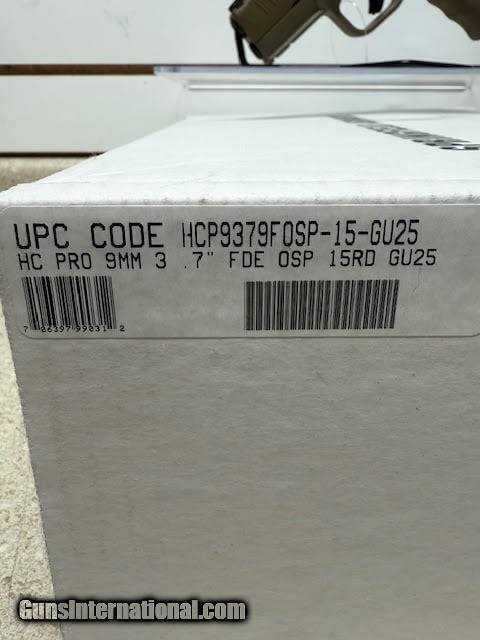 UPC CODE HCP9379FOSP-15-GU25
HC PRO 9MM 3 .7" FDE OSP 15RD GU25
7 06397 99031 2
GunsInternational.com